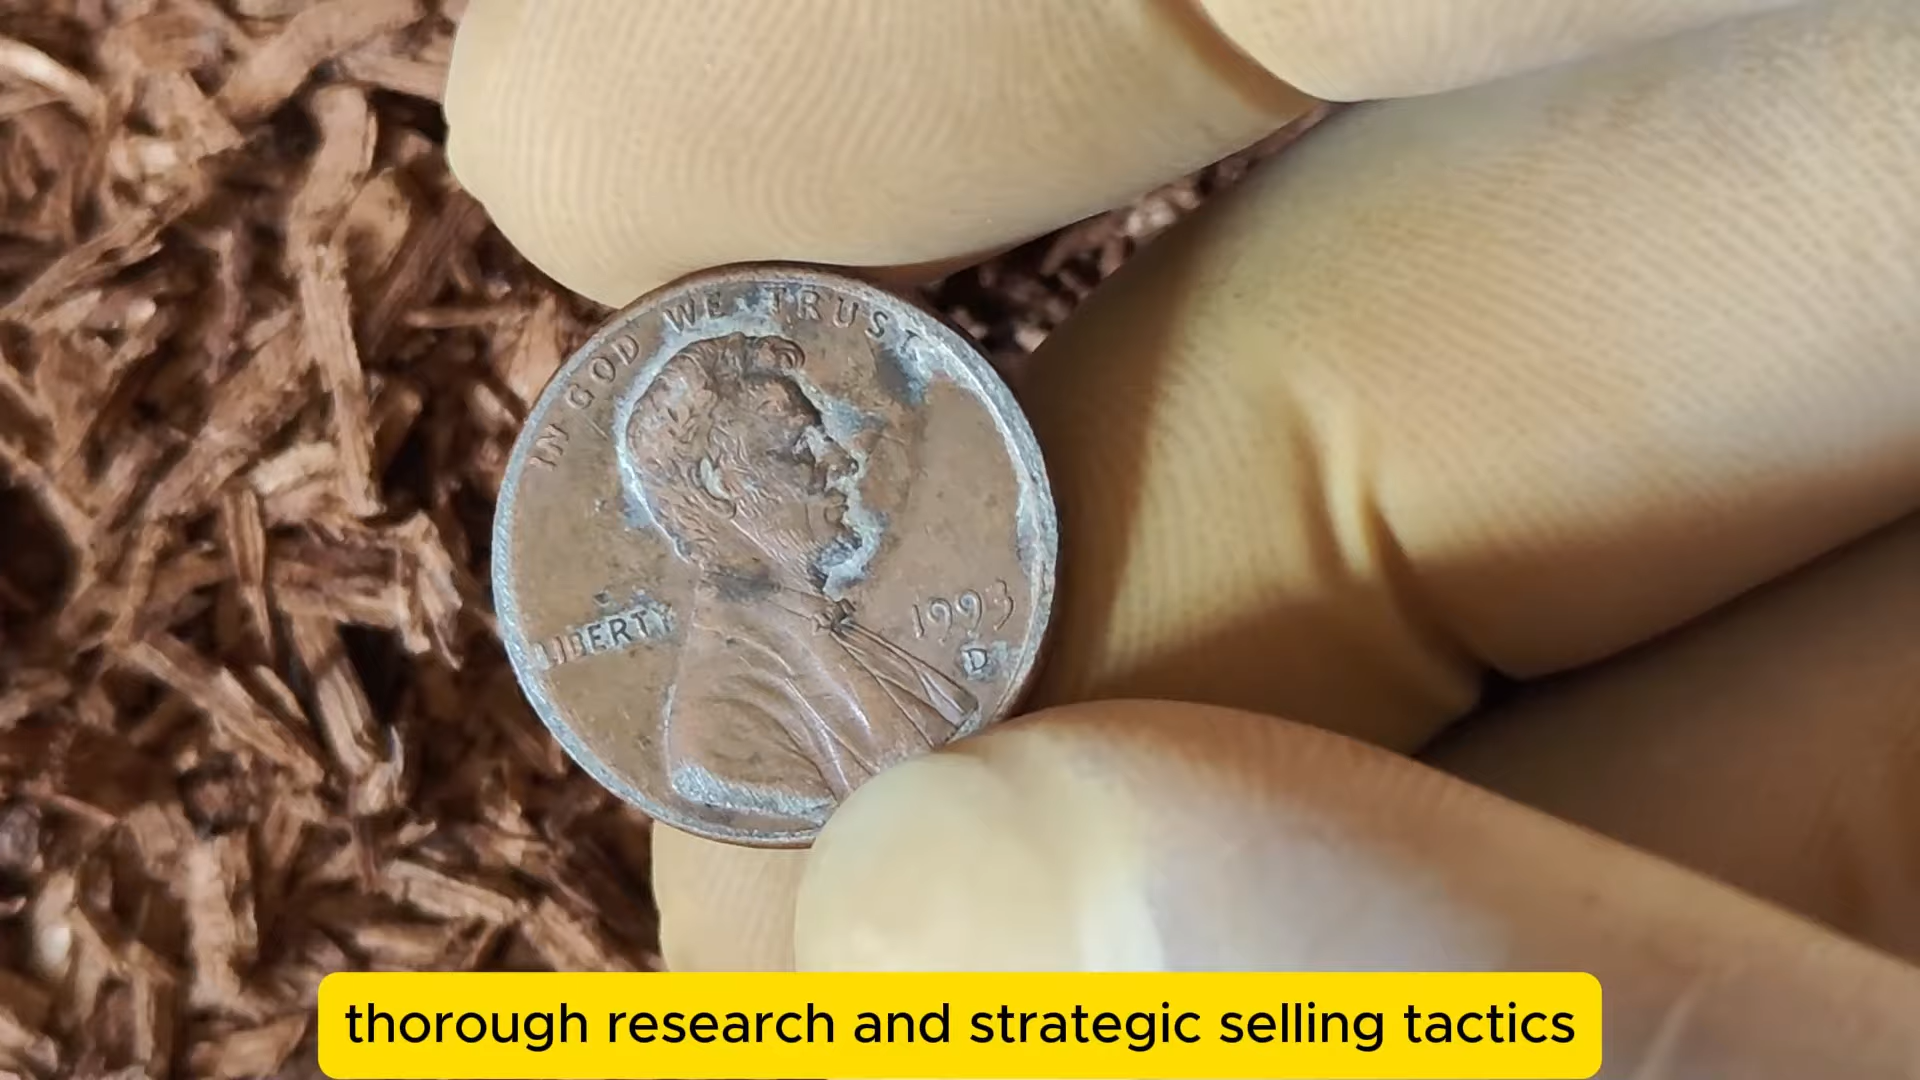 IN GOD WE TRUST
LIBERTY
1993
D
thorough research and strategic selling tactics